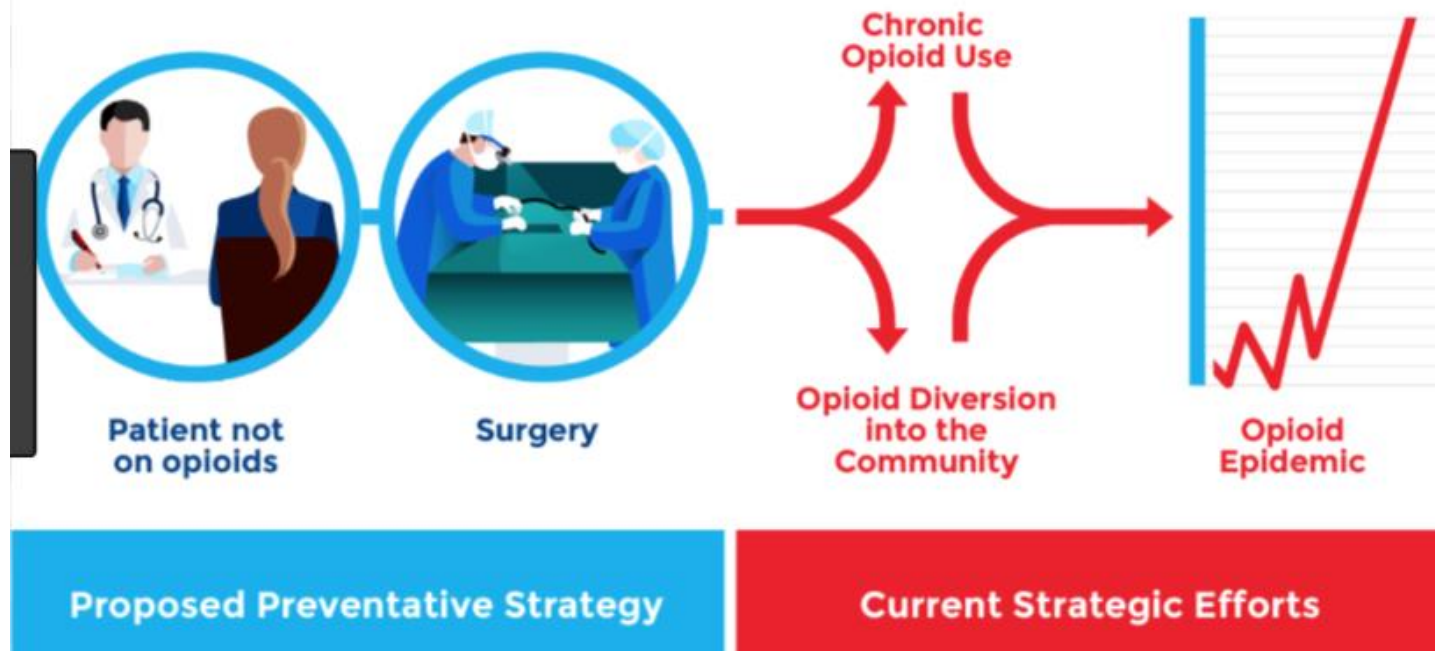 Chronic
Opioid Use
Patient not
on opioids
Surgery
Opioid Diversion
into the
Community
Opioid
Epidemic
Proposed Preventative Strategy
Current Strategic Efforts